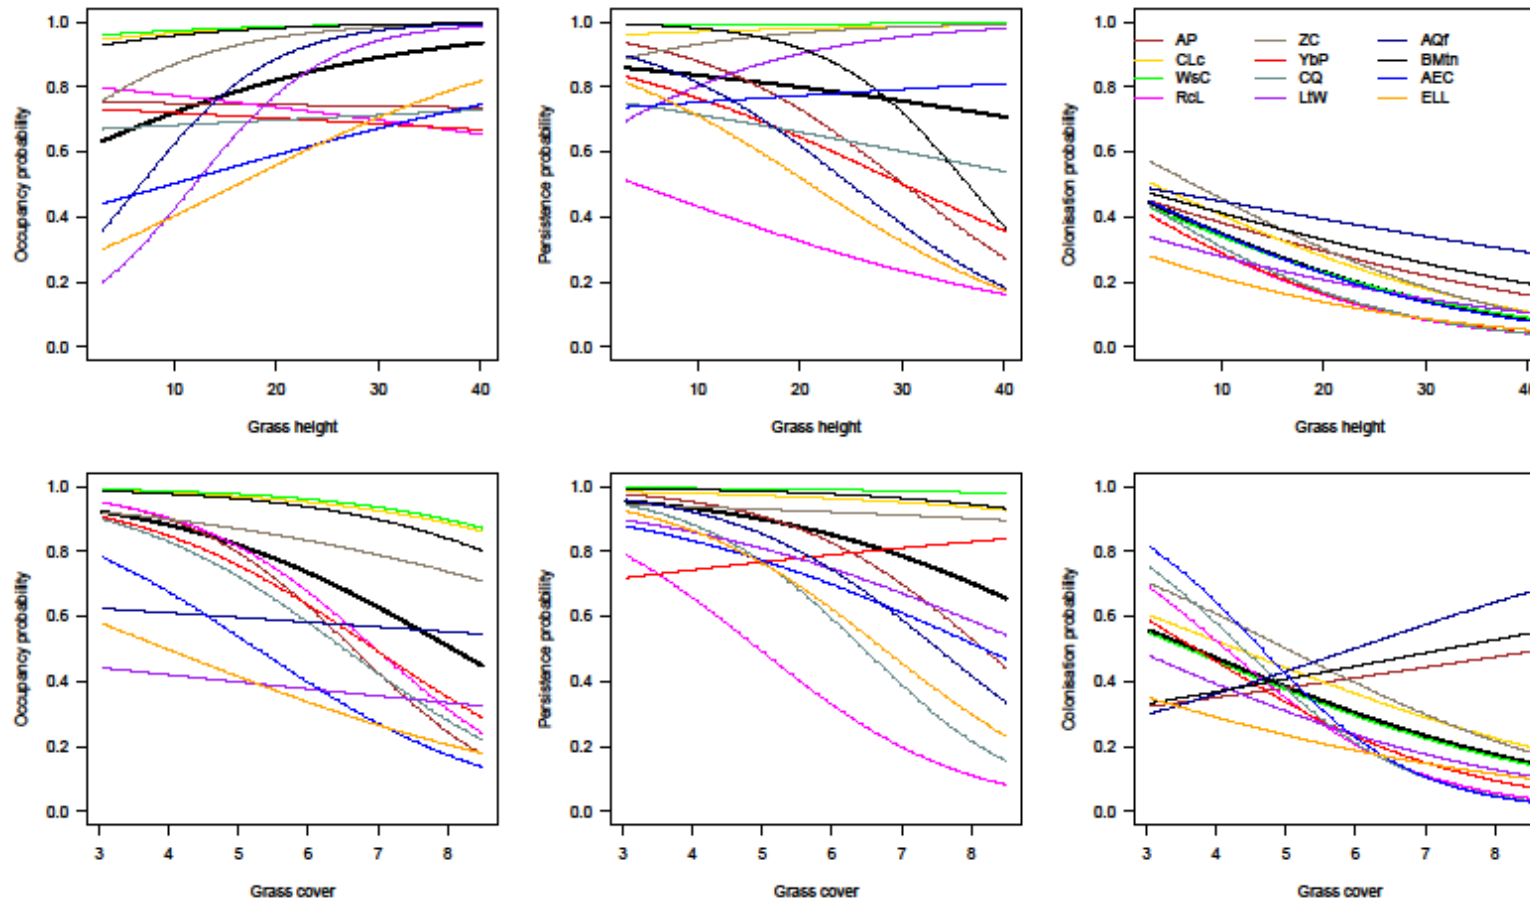 1.0
0.8
0.6
0.4
0.2
0.0
Occupancy probability
10 20 30 40
Grass height
1.0
0.8
0.6
0.4
0.2
0.0
Persistence probability
10 20 30 40
Grass height
1.0
0.8
0.6
0.4
0.2
0.0
Colonisation probability
AP ZC AQf
CLc YbP BMtn
WsC CQ AEC
RcL LtW ELL
10 20 30 40
Grass height
1.0
0.8
0.6
0.4
0.2
0.0
Occupancy probability
3 4 5 6 7 8
Grass cover
1.0
0.8
0.6
0.4
0.2
0.0
Persistence probability
3 4 5 6 7 8
Grass cover
1.0
0.8
0.6
0.4
0.2
0.0
Colonisation probability
3 4 5 6 7 8
Grass cover